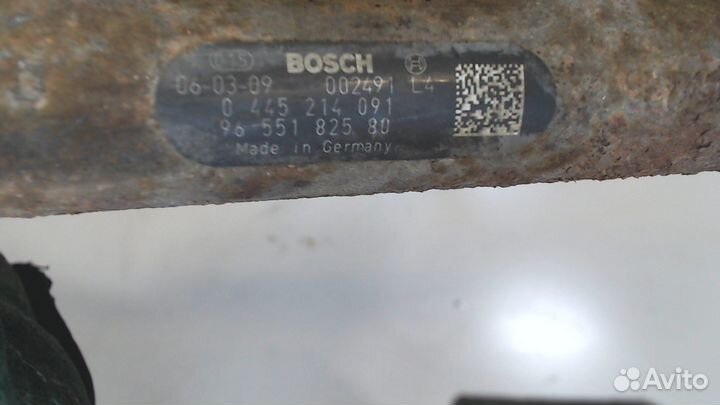 BOSCH
06-03-09 002491 L4
0 445 214 091
96 551 825 80
Made in Germany
Avito